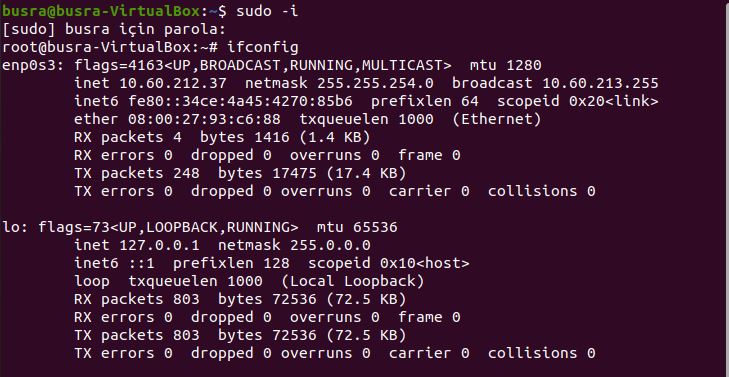 busra@busra-VirtualBox:~$ sudo -i
[sudo] busra için parola:
root@busra-VirtualBox:~# ifconfig
enp0s3: flags=4163<UP,BROADCAST,RUNNING,MULTICAST>  mtu 1280
        inet 10.60.212.37  netmask 255.255.254.0  broadcast 10.60.213.255
        inet6 fe80::34ce:4a45:4270:85b6  prefixlen 64  scopeid 0x20<link>
        ether 08:00:27:93:c6:88  txqueuelen 1000  (Ethernet)
        RX packets 4  bytes 1416 (1.4 KB)
        RX errors 0  dropped 0  overruns 0  frame 0
        TX packets 248  bytes 17475 (17.4 KB)
        TX errors 0  dropped 0 overruns 0  carrier 0  collisions 0

lo: flags=73<UP,LOOPBACK,RUNNING>  mtu 65536
        inet 127.0.0.1  netmask 255.0.0.0
        inet6 ::1  prefixlen 128  scopeid 0x10<host>
        loop  txqueuelen 1000  (Local Loopback)
        RX packets 803  bytes 72536 (72.5 KB)
        RX errors 0  dropped 0  overruns 0  frame 0
        TX packets 803  bytes 72536 (72.5 KB)
        TX errors 0  dropped 0 overruns 0  carrier 0  collisions 0